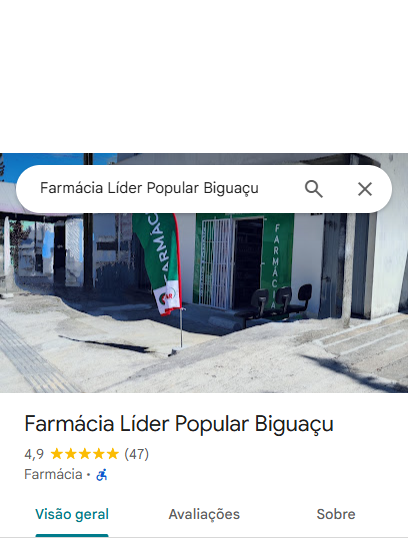 Farmácia Líder Popular Biguaçu
FARMÁC
FARMÁCIA
Farmácia Líder Popular Biguaçu
4,9 (47)
Farmácia ·
Visão geral
Avaliações
Sobre